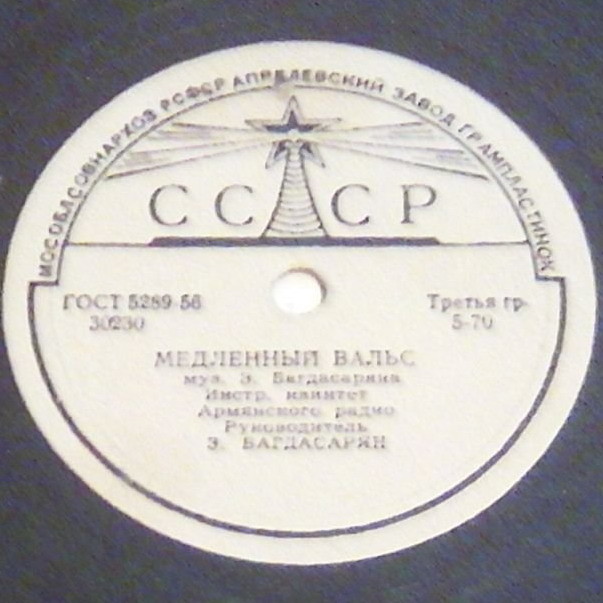 МОСОБЛСОВНАРХОЗ РСФСР АПРЕЛЕВСКИЙ ЗАВОД ГРАМПЛАСТИНОК
СССР
ГОСТ 5289-56
30230
Третья гр.
5-70
МЕДЛЕННЫЙ ВАЛЬС
муз. Э. Багдасаряна
Инстр. квинтет
Армянского радио
Руководитель
Э. БАГДАСАРЯН